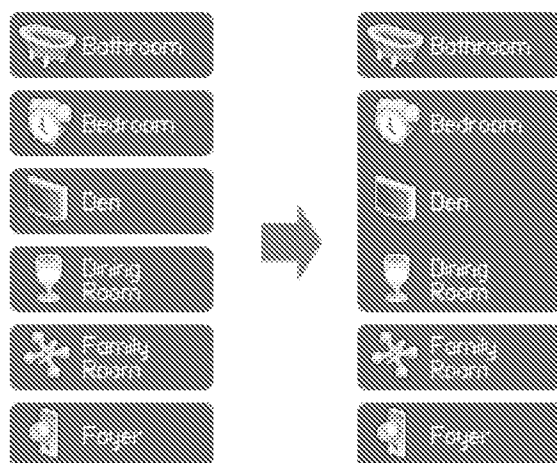 Bathroom
Bedroom
Den
Dining
Room
Family
Room
Foyer
Bathroom
Bedroom
Den
Dining
Room
Family
Room
Foyer